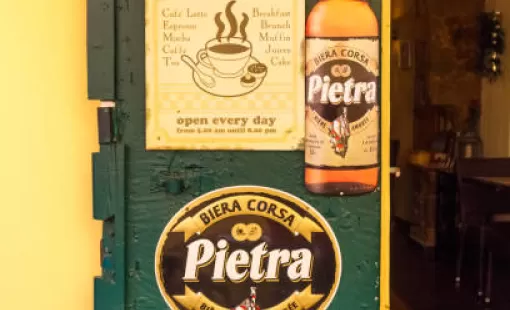 Café Latte
Espresso
Mocha
Caffé
Tea
Breakfast
Brunch
Muffin
Juices
Cake
open every day
BIERA CORSA
Pietra
BIERA CORSA
Pietra